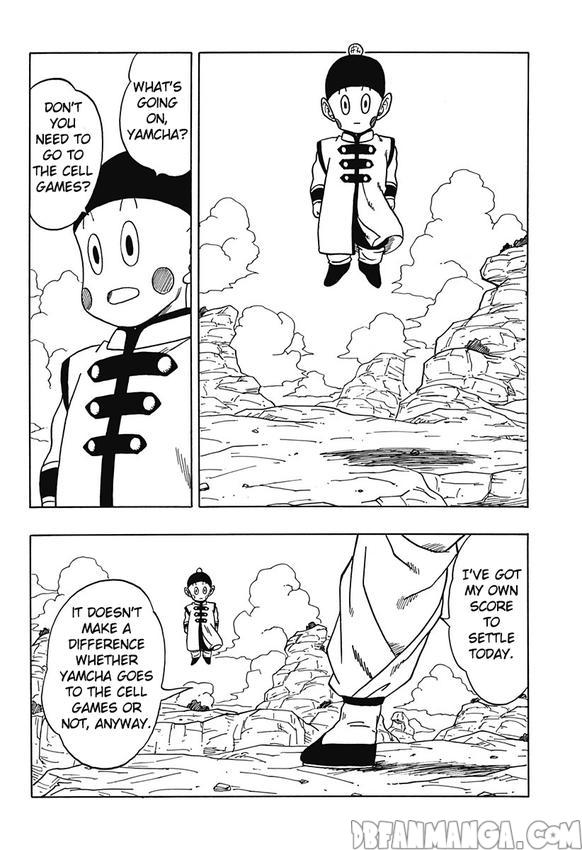 WHAT'S
GOING
ON,
YAMCHA?
DON'T
YOU
NEED TO
GO TO
THE CELL
GAMES?
I'VE GOT
MY OWN
SCORE
TO
SETTLE
TODAY.
IT DOESN'T
MAKE A
DIFFERENCE
WHETHER
YAMCHA GOES
TO THE CELL
GAMES OR
NOT, ANYWAY.
DBFANMANGA.COM